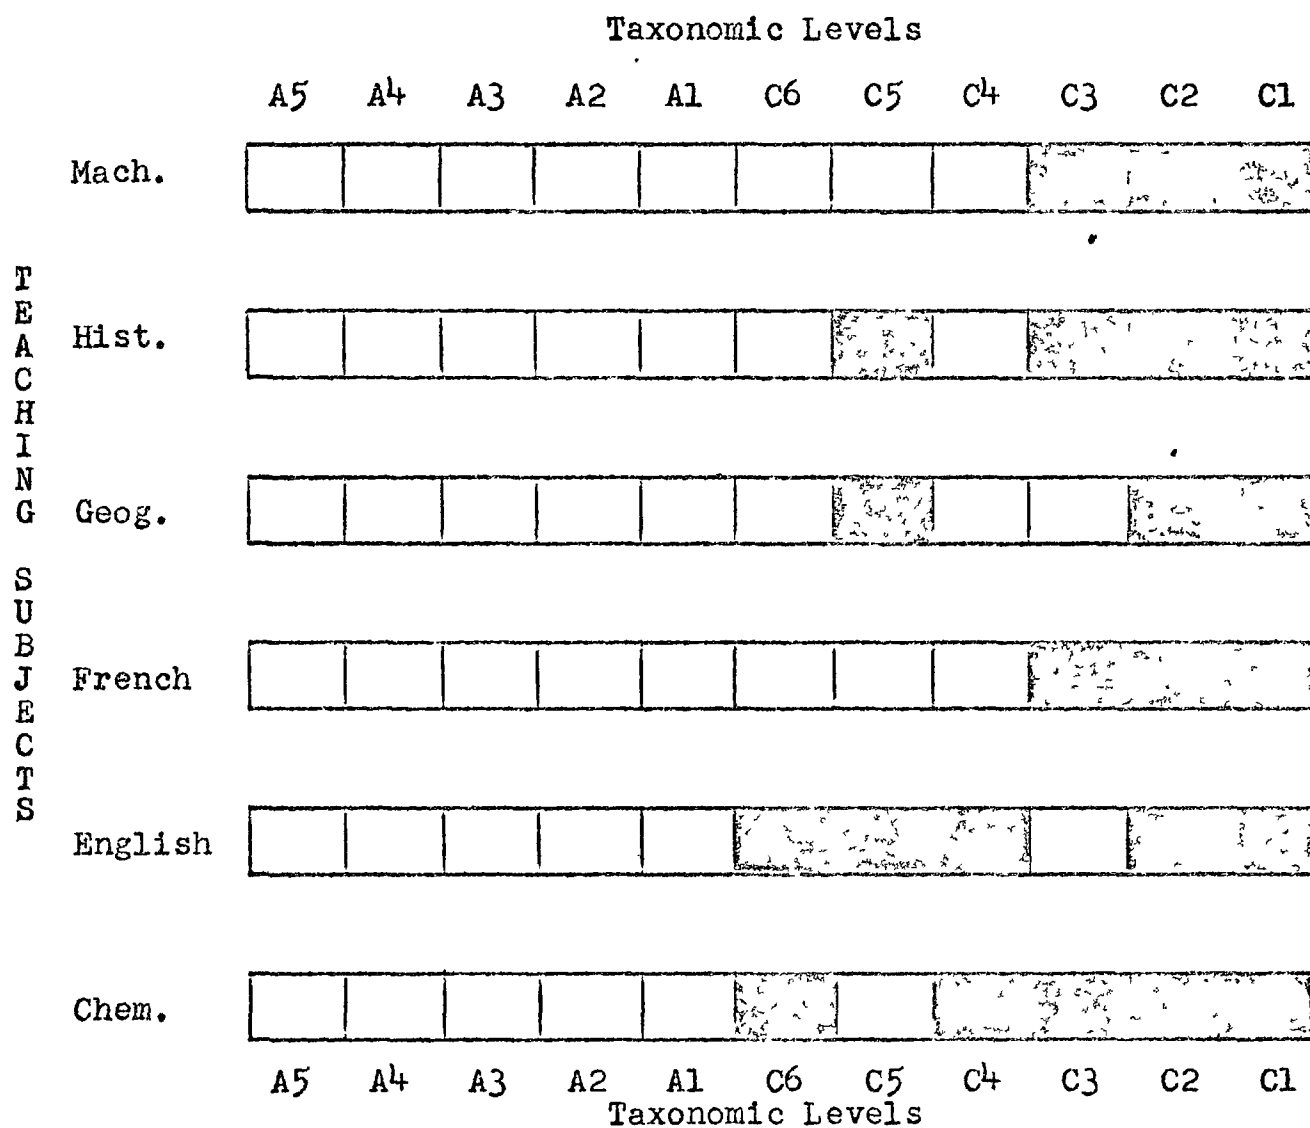 Taxonomic Levels
A5 A4 A3 A2 A1 C6 C5 C4 C3 C2 C1
TEACHING SUBJECTS
Mach.
Hist.
Geog.
French
English
Chem.
A5 A4 A3 A2 A1 C6 C5 C4 C3 C2 C1
Taxonomic Levels